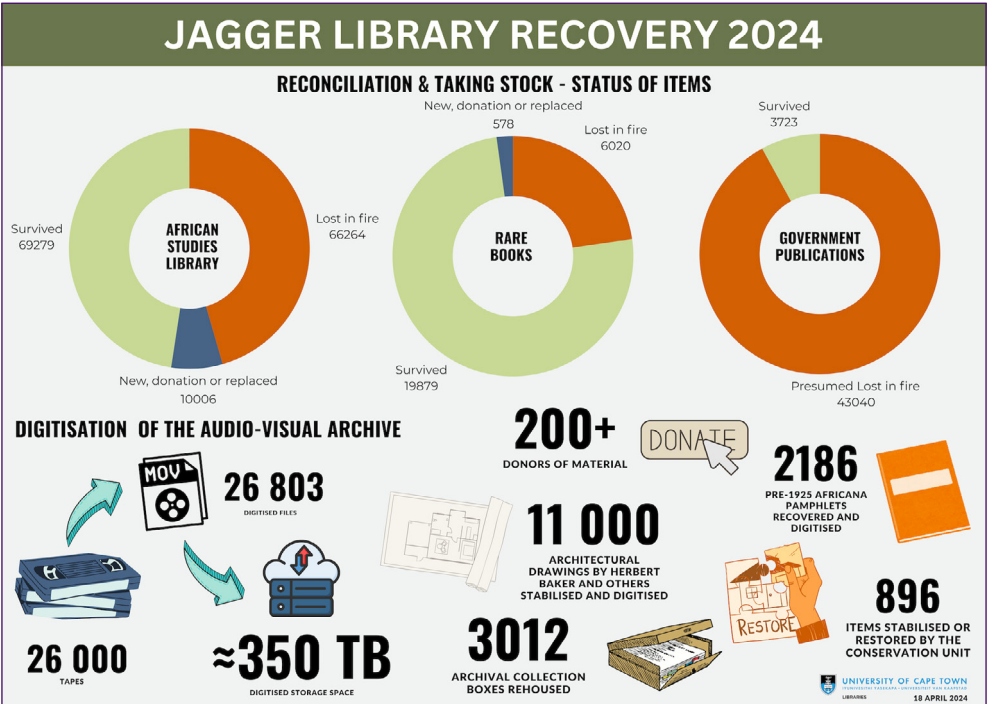 JAGGER LIBRARY RECOVERY 2024
RECONCILIATION & TAKING STOCK - STATUS OF ITEMS
Survived
69279
AFRICAN
STUDIES
LIBRARY
Lost in fire
66264
New, donation or replaced
10006
New, donation or replaced
578
Lost in fire
6020
RARE
BOOKS
Survived
19879
Survived
3723
GOVERNMENT
PUBLICATIONS
Presumed Lost in fire
43040
DIGITISATION OF THE AUDIO-VISUAL ARCHIVE
MOV
26 803
DIGITISED FILES
26 000
TAPES
≈350 TB
DIGITISED STORAGE SPACE
200+
DONORS OF MATERIAL
DONATE
11 000
ARCHITECTURAL
DRAWINGS BY HERBERT
BAKER AND OTHERS
STABILISED AND DIGITISED
3012
ARCHIVAL COLLECTION
BOXES REHOUSED
2186
PRE-1925 AFRICANA
PAMPHLETS
RECOVERED AND
DIGITISED
RESTORE
896
ITEMS STABILISED OR
RESTORED BY THE
CONSERVATION UNIT
UNIVERSITY OF CAPE TOWN
LIBRARIES
18 APRIL 2024